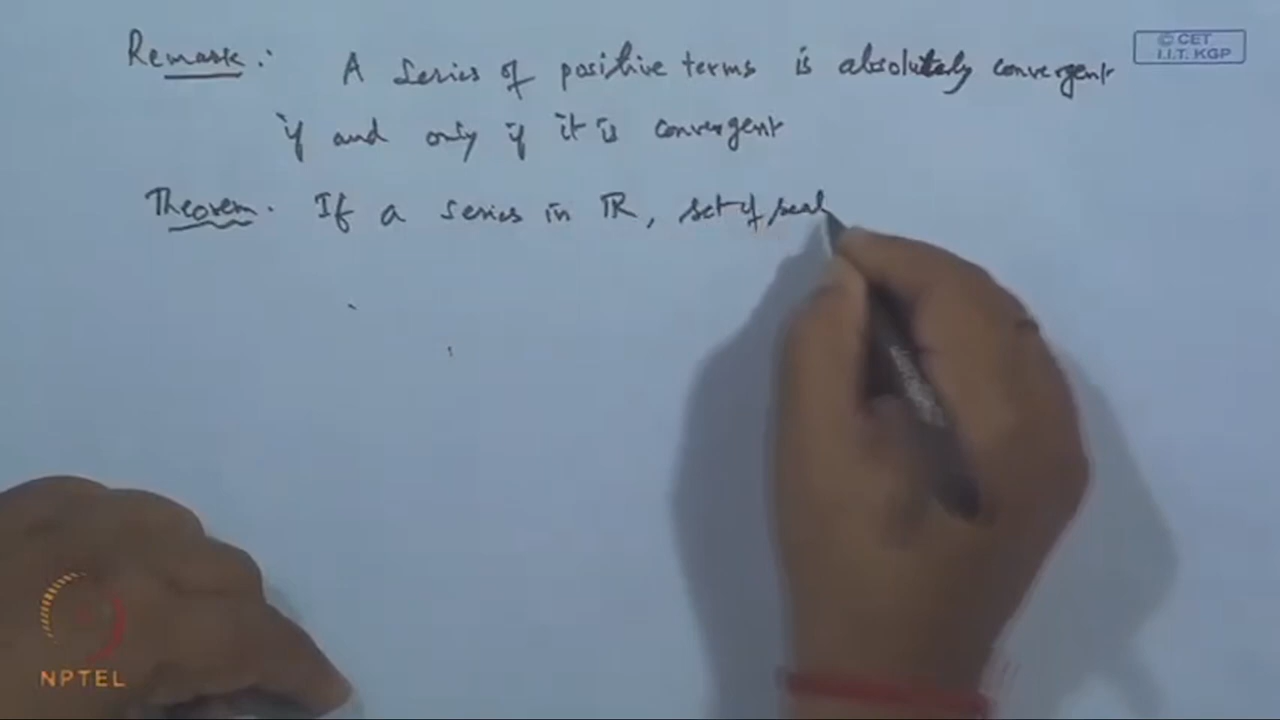 Remark: A series of positive terms is absolutely convergent
© CET
I.I.T. KGP
if and only if it is convergent
Theorem. If a series in ℝ, set of real
NPTEL